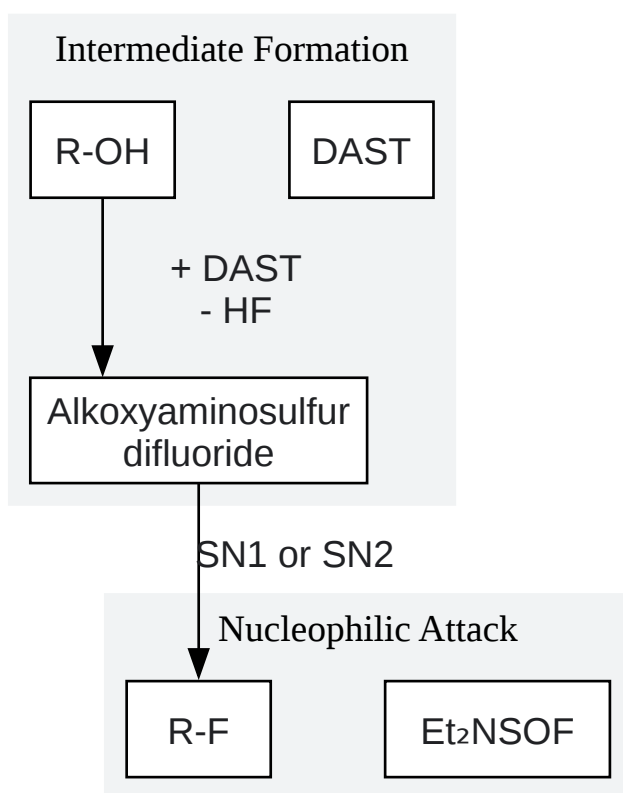 Intermediate Formation
R-OH
DAST
+ DAST
- HF
Alkoxyaminosulfur
difluoride
SN1 or SN2
Nucleophilic Attack
R-F
Et₂NSOF